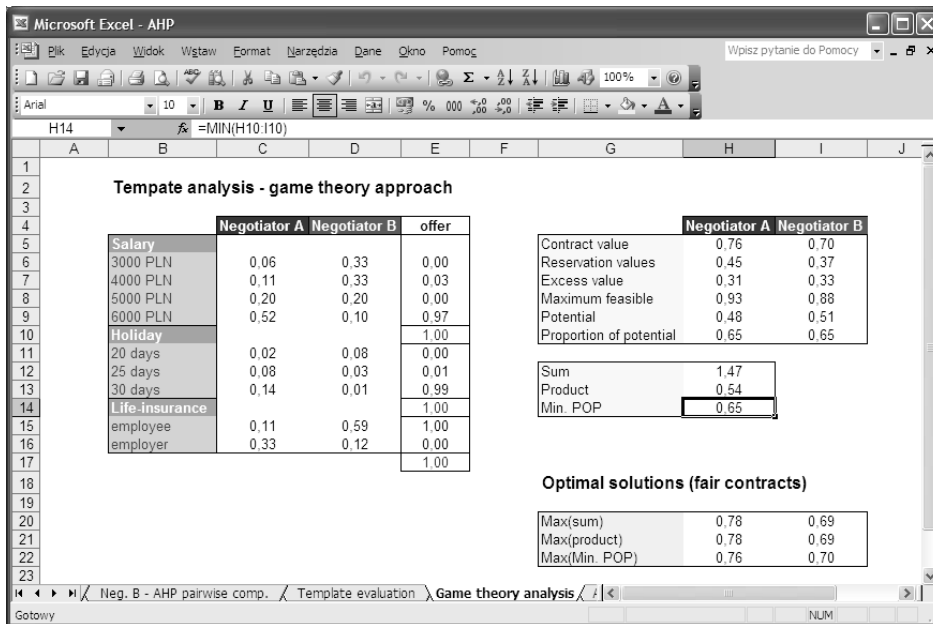 Microsoft Excel - AHP
Plik Edycja Widok Wstaw Format Narzędzia Dane Okno Pomoc Wpisz pytanie do Pomocy
100%
Arial 10 B I U % 000
H14 fx =MIN(H10:I10)
A B C D E F G H I J
1
2 Tempate analysis - game theory approach
3
4 Negotiator A Negotiator B offer Negotiator A Negotiator B
5 Salary Contract value 0,76 0,70
6 3000 PLN 0,06 0,33 0,00 Reservation values 0,45 0,37
7 4000 PLN 0,11 0,33 0,03 Excess value 0,31 0,33
8 5000 PLN 0,20 0,20 0,00 Maximum feasible 0,93 0,88
9 6000 PLN 0,52 0,10 0,97 Potential 0,48 0,51
10 Holiday 1,00 Proportion of potential 0,65 0,65
11 20 days 0,02 0,08 0,00
12 25 days 0,08 0,03 0,01 Sum 1,47
13 30 days 0,14 0,01 0,99 Product 0,54
14 Life-insurance 1,00 Min. POP 0,65
15 employee 0,11 0,59 1,00
16 employer 0,33 0,12 0,00
17 1,00
18 Optimal solutions (fair contracts)
19
20 Max(sum) 0,78 0,69
21 Max(product) 0,78 0,69
22 Max(Min. POP) 0,76 0,70
23
Neg. B - AHP pairwise comp. Template evaluation Game theory analysis
Gotowy NUM